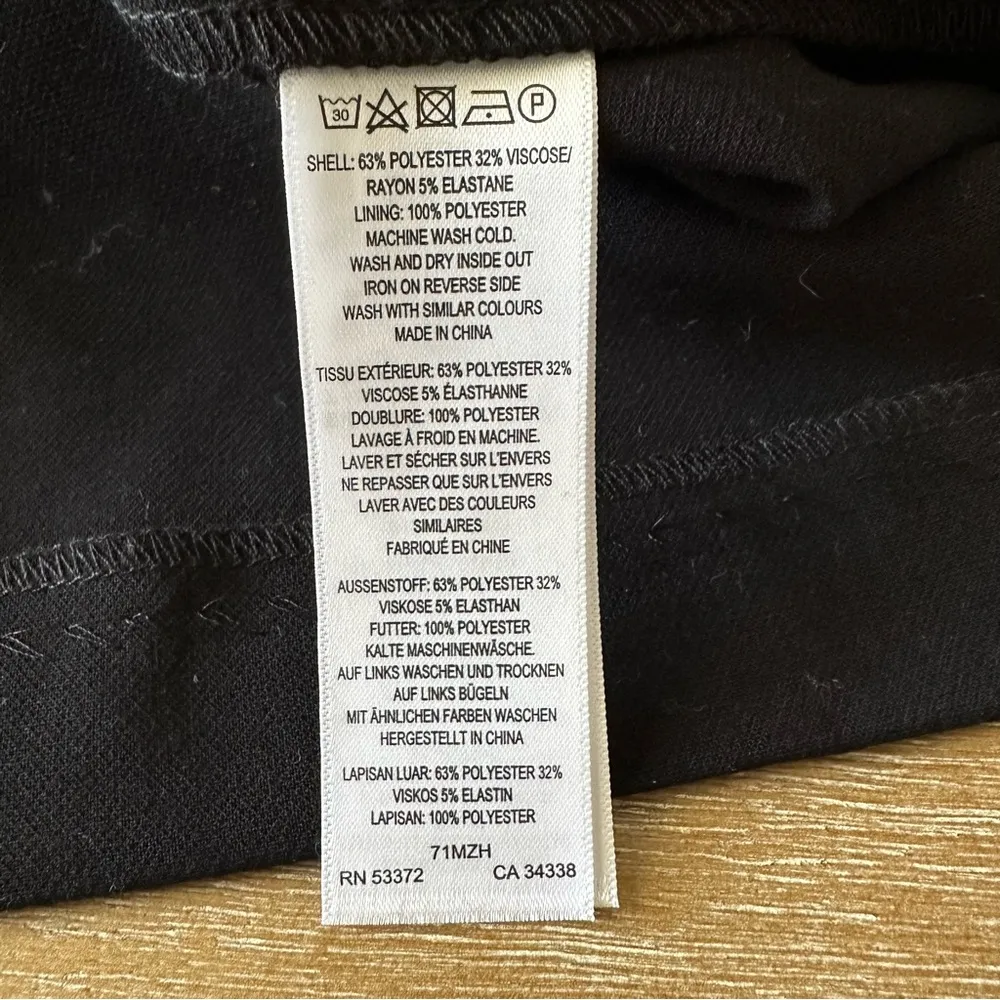 30 P
SHELL: 63% POLYESTER 32% VISCOSE/
RAYON 5% ELASTANE
LINING: 100% POLYESTER
MACHINE WASH COLD.
WASH AND DRY INSIDE OUT
IRON ON REVERSE SIDE
WASH WITH SIMILAR COLOURS
MADE IN CHINA
TISSU EXTÉRIEUR: 63% POLYESTER 32%
VISCOSE 5% ÉLASTHANNE
DOUBLURE: 100% POLYESTER
LAVAGE À FROID EN MACHINE.
LAVER ET SÉCHER SUR L'ENVERS
NE REPASSER QUE SUR L'ENVERS
LAVER AVEC DES COULEURS
SIMILAIRES
FABRIQUÉ EN CHINE
AUSSENSTOFF: 63% POLYESTER 32%
VISKOSE 5% ELASTHAN
FUTTER: 100% POLYESTER
KALTE MASCHINENWÄSCHE.
AUF LINKS WASCHEN UND TROCKNEN
AUF LINKS BÜGELN
MIT ÄHNLICHEN FARBEN WASCHEN
HERGESTELLT IN CHINA
LAPISAN LUAR: 63% POLYESTER 32%
VISKOS 5% ELASTIN
LAPISAN: 100% POLYESTER
71MZH
RN 53372 CA 34338